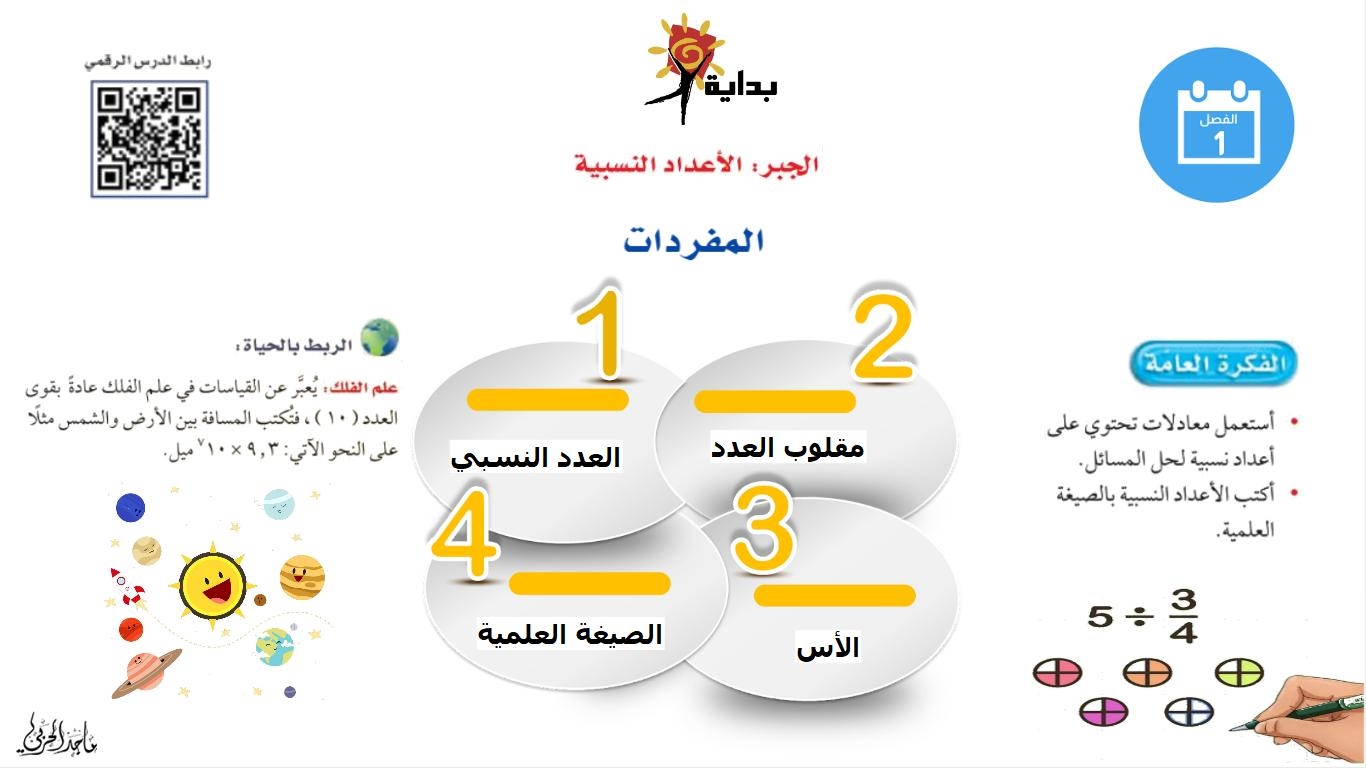 بداية
الفصل
1
رابط الدرس الرقمي
الجبر: الأعداد النسبية
المفردات
1
العدد النسبي
2
مقلوب العدد
3
الأس
4
الصيغة العلمية
الفكرة العامة
• أستعمل معادلات تحتوي على
أعداد نسبية لحل المسائل.
• أكتب الأعداد النسبية بالصيغة
العلمية.
5 ÷ 3/4
الربط بالحياة:
علم الفلك: يُعبَّر عن القياسات في علم الفلك عادةً بقوى
العدد (١٠)، فتُكتب المسافة بين الأرض والشمس مثلًا
على النحو الآتي: ٩,٣ × ١٠⁷ ميل.
ماجد الحربي